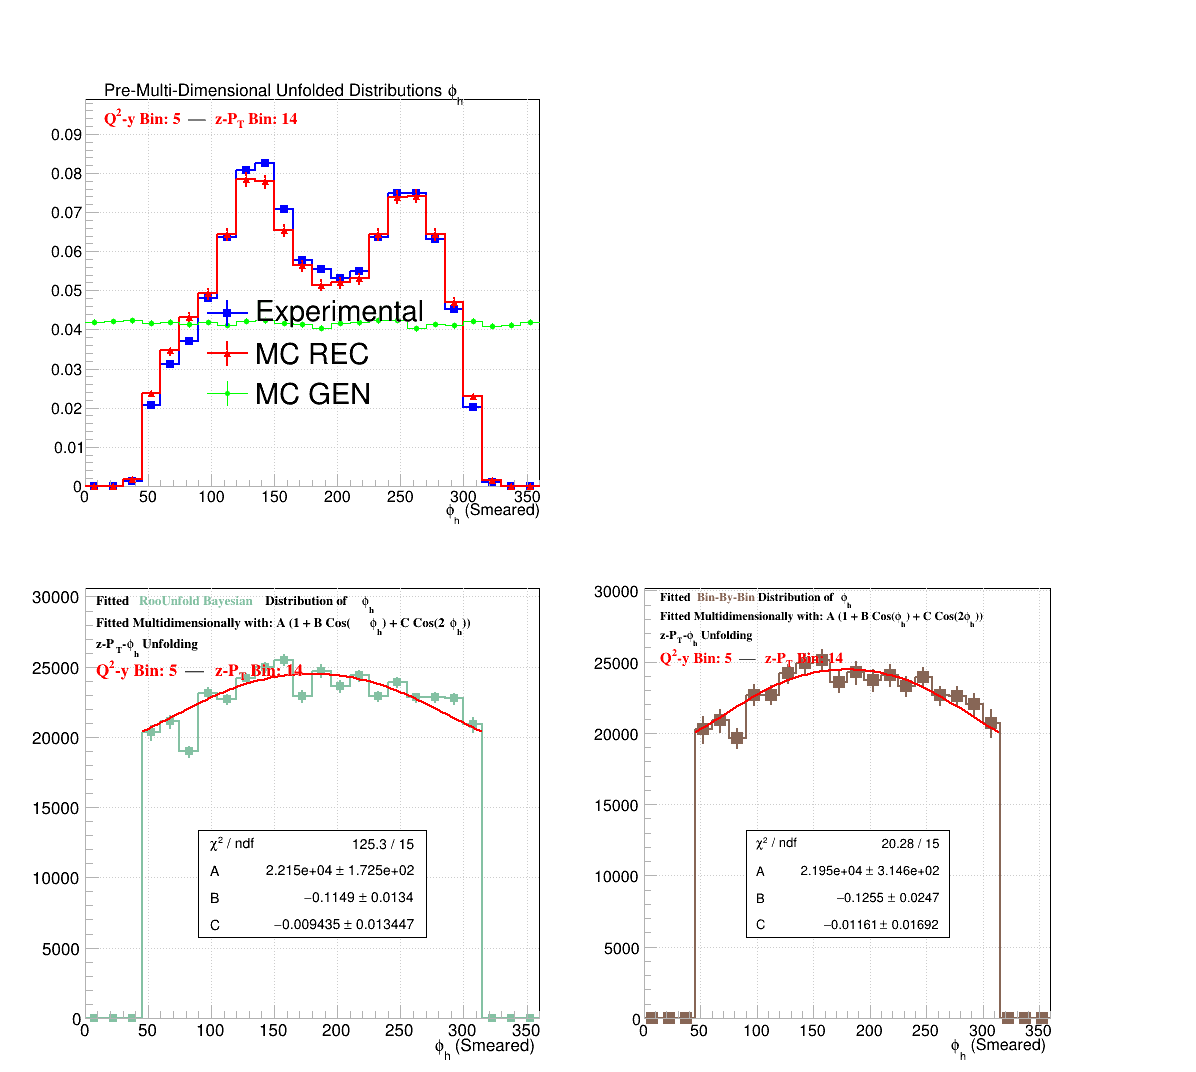 Pre-Multi-Dimensional Unfolded Distributions ϕh
Q²-y Bin: 5 — z-PT Bin: 14
0.09
0.08
0.07
0.06
0.05
0.04
0.03
0.02
0.01
0
Experimental
MC REC
MC GEN
0 50 100 150 200 250 300 350
ϕh (Smeared)
Fitted RooUnfold Bayesian Distribution of ϕh
Fitted Multidimensionally with: A (1 + B Cos( ϕh) + C Cos(2 ϕh))
z-PT-ϕh Unfolding
Q²-y Bin: 5 — z-PT Bin: 14
30000
25000
20000
15000
10000
5000
0
χ² / ndf 125.3 / 15
A 2.215e+04 ± 1.725e+02
B −0.1149 ± 0.0134
C −0.009435 ± 0.013447
0 50 100 150 200 250 300 350
ϕh (Smeared)
Fitted Bin-By-Bin Distribution of ϕh
Fitted Multidimensionally with: A (1 + B Cos(ϕh) + C Cos(2ϕh))
z-PT-ϕh Unfolding
Q²-y Bin: 5 — z-PT Bin: 14
30000
25000
20000
15000
10000
5000
0
χ² / ndf 20.28 / 15
A 2.195e+04 ± 3.146e+02
B −0.1255 ± 0.0247
C −0.01161 ± 0.01692
0 50 100 150 200 250 300 350
ϕh (Smeared)